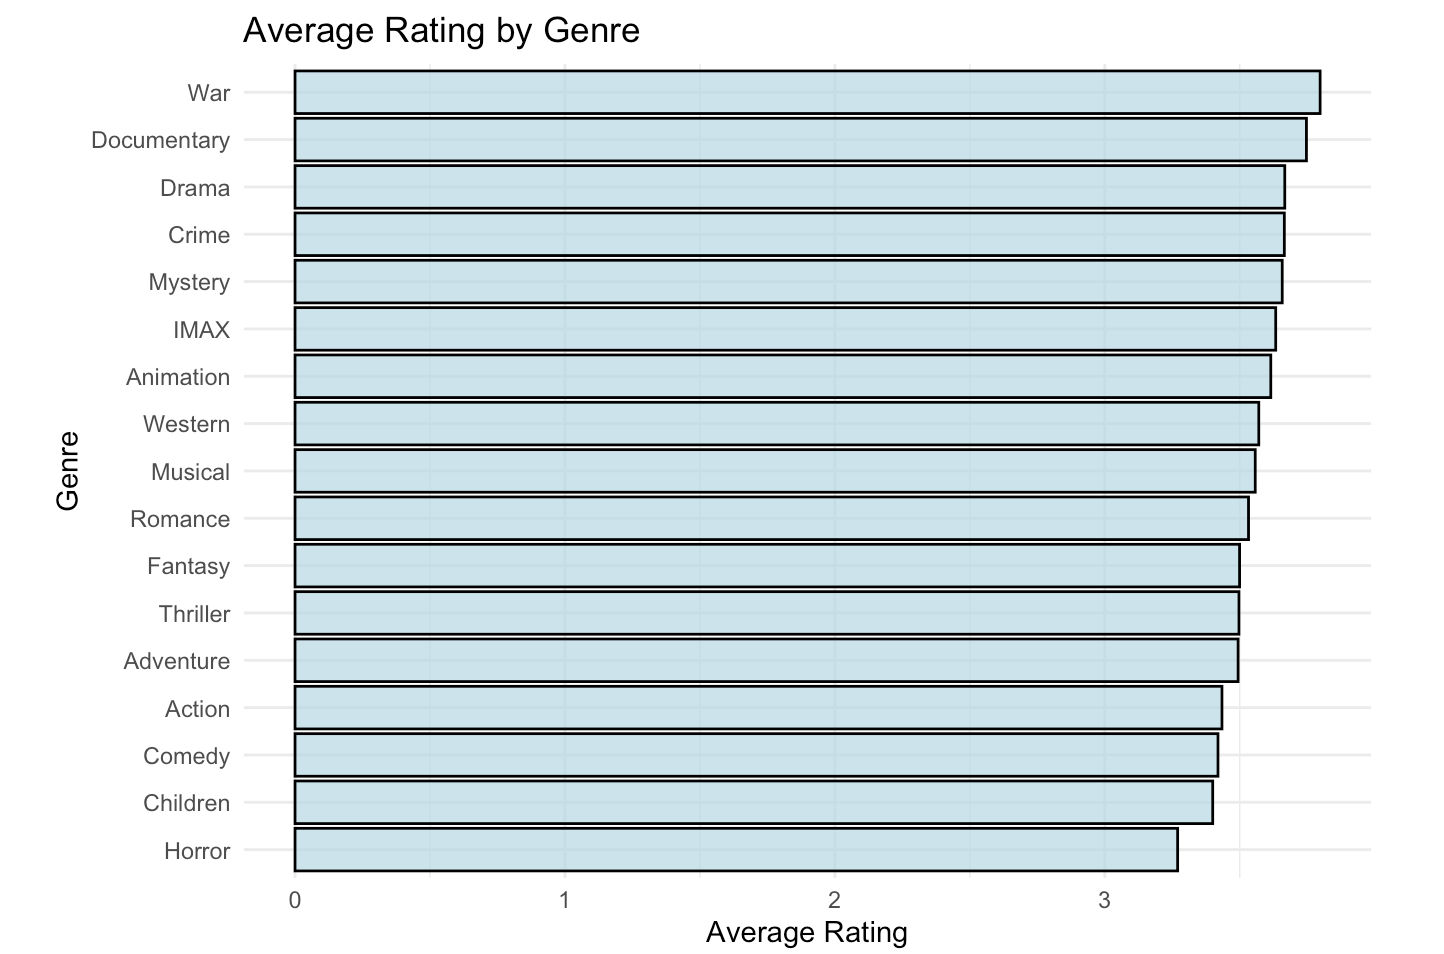 Average Rating by Genre
War
Documentary
Drama
Crime
Mystery
IMAX
Animation
Western
Musical
Romance
Fantasy
Thriller
Adventure
Action
Comedy
Children
Horror
Genre
0 1 2 3
Average Rating